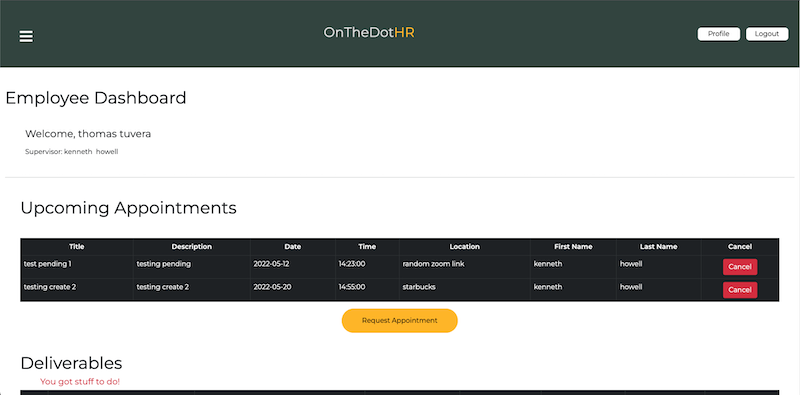 OnTheDotHR
Profile
Logout
Employee Dashboard
Welcome, thomas tuvera
Supervisor: kenneth howell
Upcoming Appointments
Title Description Date Time Location First Name Last Name Cancel
test pending 1 testing pending 2022-05-12 14:23:00 random zoom link kenneth howell Cancel
testing create 2 testing create 2 2022-05-20 14:55:00 starbucks kenneth howell Cancel
Request Appointment
Deliverables
You got stuff to do!